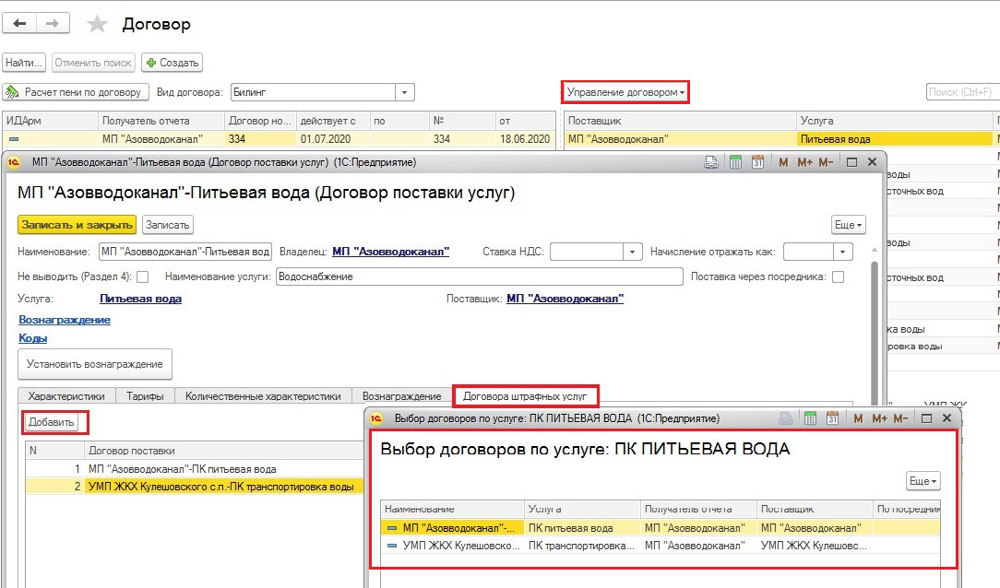 Договор
Найти... Отменить поиск Создать
Расчет пени по договору Вид договора: Билинг Управление договором Поиск (Ctrl+F)
ИДАрм Получатель отчета Договор но... действует с по № от Поставщик Услуга
МП "Азовводоканал" 334 01.07.2020 334 18.06.2020 МП "Азовводоканал" Питьевая вода
МП "Азовводоканал"-Питьевая вода (Договор поставки услуг) (1С:Предприятие) M M+ M-
МП "Азовводоканал"-Питьевая вода (Договор поставки услуг)
Записать и закрыть Записать Еще
Наименование: МП "Азовводоканал"-Питьевая вод Владелец: МП "Азовводоканал" Ставка НДС: Начисление отражать как:
Не выводить (Раздел 4): Наименование услуги: Водоснабжение Поставка через посредника:
Услуга: Питьевая вода Поставщик: МП "Азовводоканал"
Вознаграждение
Коды
Установить вознаграждение
воды
сточных вод
воды
сточных вод
ка воды
ровка воды
Характеристики Тарифы Количественные характеристики Вознаграждение Договора штрафных услуг
Добавить
N Договор поставки
1 МП "Азовводоканал"-ПК питьевая вода
2 УМП ЖКХ Кулешовского с.п.-ПК транспортировка воды
Выбор договоров по услуге: ПК ПИТЬЕВАЯ ВОДА (1С:Предприятие) M M+ M-
Выбор договоров по услуге: ПК ПИТЬЕВАЯ ВОДА
Еще
Наименование Услуга Получатель отчета Поставщик По посредник
МП "Азовводоканал"-... ПК питьевая вода МП "Азовводоканал" МП "Азовводоканал"
УМП ЖКХ Кулешовско... ПК транспортировка... МП "Азовводоканал" УМП ЖКХ Кулешовс...